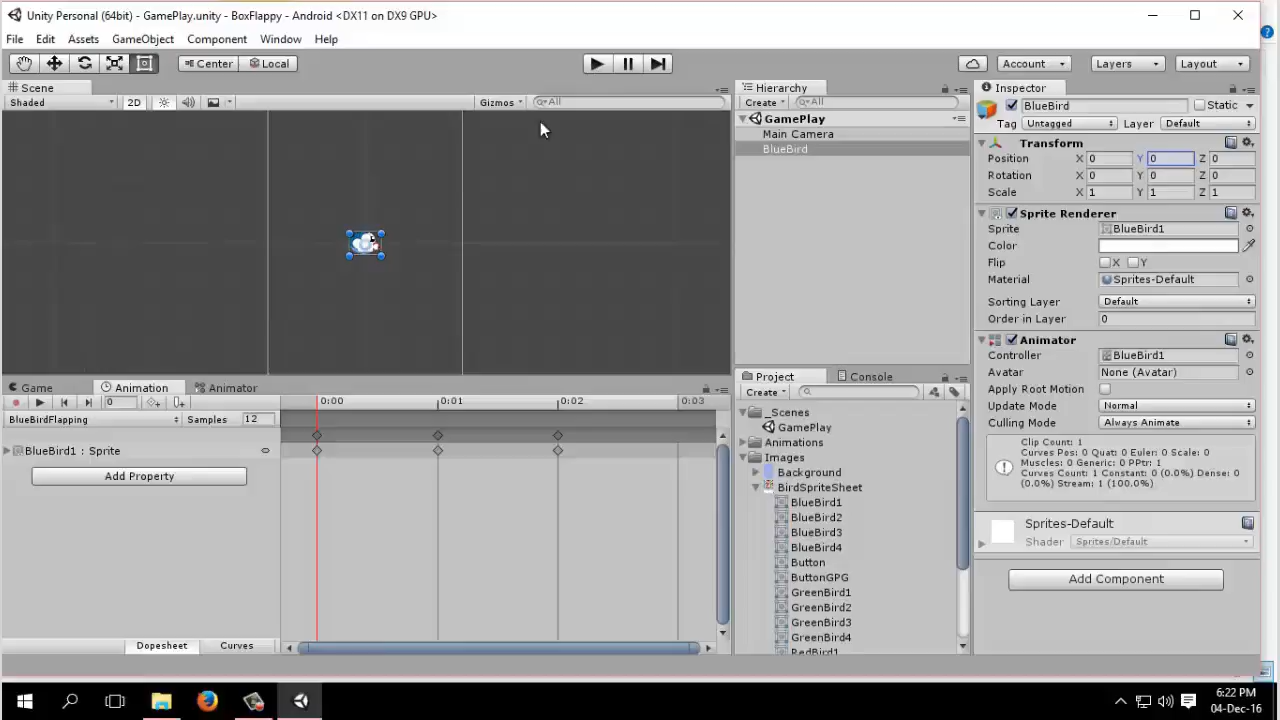 Unity Personal (64bit) - GamePlay.unity - BoxFlappy - Android <DX11 on DX9 GPU>
File Edit Assets GameObject Component Window Help
Center Local Account Layers Layout
Scene
Shaded 2D Gizmos All
Game Animation Animator
0 0:00 0:01 0:02 0:03
BlueBirdFlapping Samples 12
BlueBird1 : Sprite
Add Property
Dopesheet Curves
Hierarchy
Create All
GamePlay
Main Camera
BlueBird
Project Console
Create
_Scenes
GamePlay
Animations
Images
Background
BirdSpriteSheet
BlueBird1
BlueBird2
BlueBird3
BlueBird4
Button
ButtonGPG
GreenBird1
GreenBird2
GreenBird3
GreenBird4
RedBird1
Inspector
BlueBird Static
Tag Untagged Layer Default
Transform
Position X 0 Y 0 Z 0
Rotation X 0 Y 0 Z 0
Scale X 1 Y 1 Z 1
Sprite Renderer
Sprite BlueBird1
Color
Flip X Y
Material Sprites-Default
Sorting Layer Default
Order in Layer 0
Animator
Controller BlueBird1
Avatar None (Avatar)
Apply Root Motion
Update Mode Normal
Culling Mode Always Animate
Clip Count: 1
Curves Pos: 0 Quat: 0 Euler: 0 Scale: 0
Muscles: 0 Generic: 0 PPtr: 1
Curves Count: 1 Constant: 0 (0.0%) Dense: 0
(0.0%) Stream: 1 (100.0%)
Sprites-Default
Shader Sprites/Default
Add Component
6:22 PM
04-Dec-16